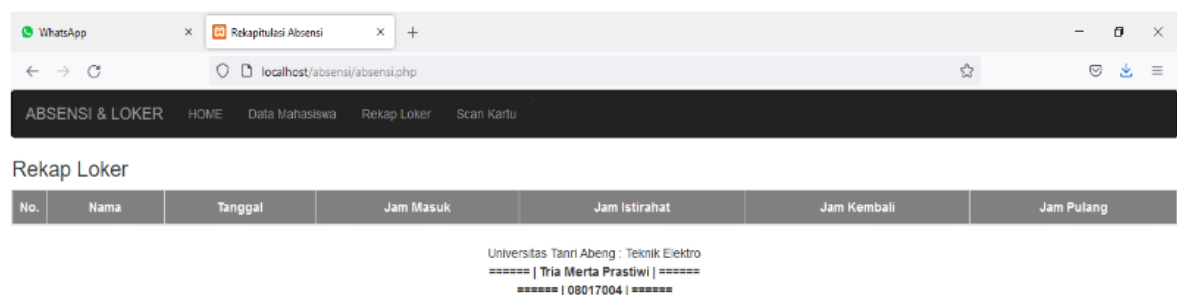 WhatsApp Rekapitulasi Absensi
localhost/absensi/absensi.php
ABSENSI & LOKER HOME Data Mahasiswa Rekap Loker Scan Kartu
Rekap Loker
No. Nama Tanggal Jam Masuk Jam Istirahat Jam Kembali Jam Pulang
Universitas Tanri Abeng : Teknik Elektro
====== | Tria Merta Prastiwi | ======
====== | 08017004 | ======